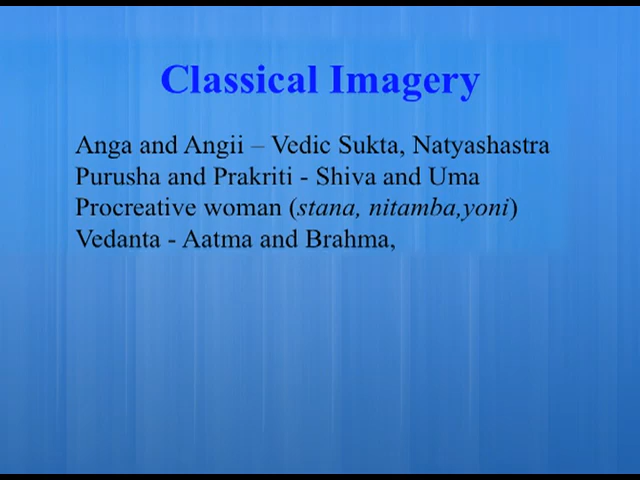 Classical Imagery
Anga and Angii – Vedic Sukta, Natyashastra
Purusha and Prakriti - Shiva and Uma
Procreative woman (stana, nitamba,yoni)
Vedanta - Aatma and Brahma,